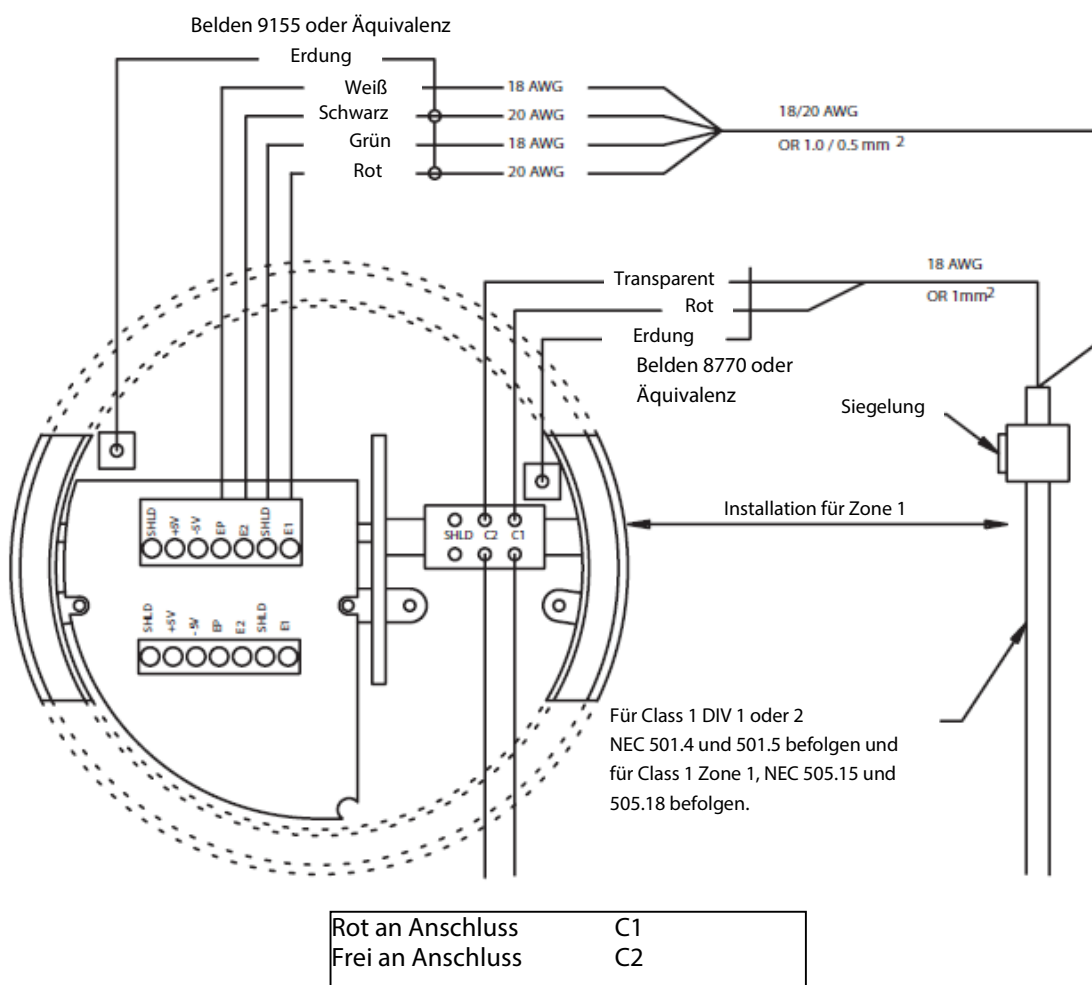 Belden 9155 oder Äquivalenz
Erdung
Weiß 18 AWG
Schwarz 20 AWG
Grün 18 AWG
Rot 20 AWG
18/20 AWG
OR 1.0 / 0.5 mm 2
Transparent
Rot
Erdung
Belden 8770 oder
Äquivalenz
18 AWG
OR 1mm2
Siegelung
Installation für Zone 1
SHLD +5V -5V EP E2 SHLD E1
SHLD C2 C1
SHLD +5V -5V EP E2 SHLD E1
Für Class 1 DIV 1 oder 2
NEC 501.4 und 501.5 befolgen und
für Class 1 Zone 1, NEC 505.15 und
505.18 befolgen.
Rot an Anschluss C1
Frei an Anschluss C2